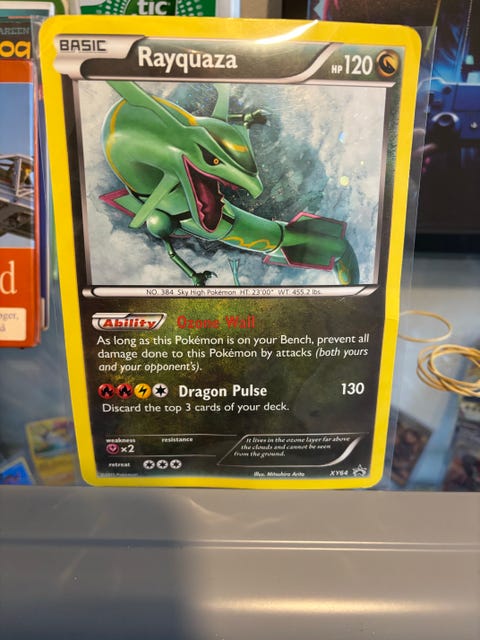 tic
og
BASIC
Rayquaza
HP 120
NO. 384 Sky High Pokémon HT: 23'00" WT: 455.2 lbs.
Ability Ozone Wall
As long as this Pokémon is on your Bench, prevent all
damage done to this Pokémon by attacks (both yours
and your opponent's).
Dragon Pulse 130
Discard the top 3 cards of your deck.
weakness resistance
×2
retreat
It lives in the ozone layer far above
the clouds and cannot be seen
from the ground.
Illus. Mitsuhiro Arita
XY64
d